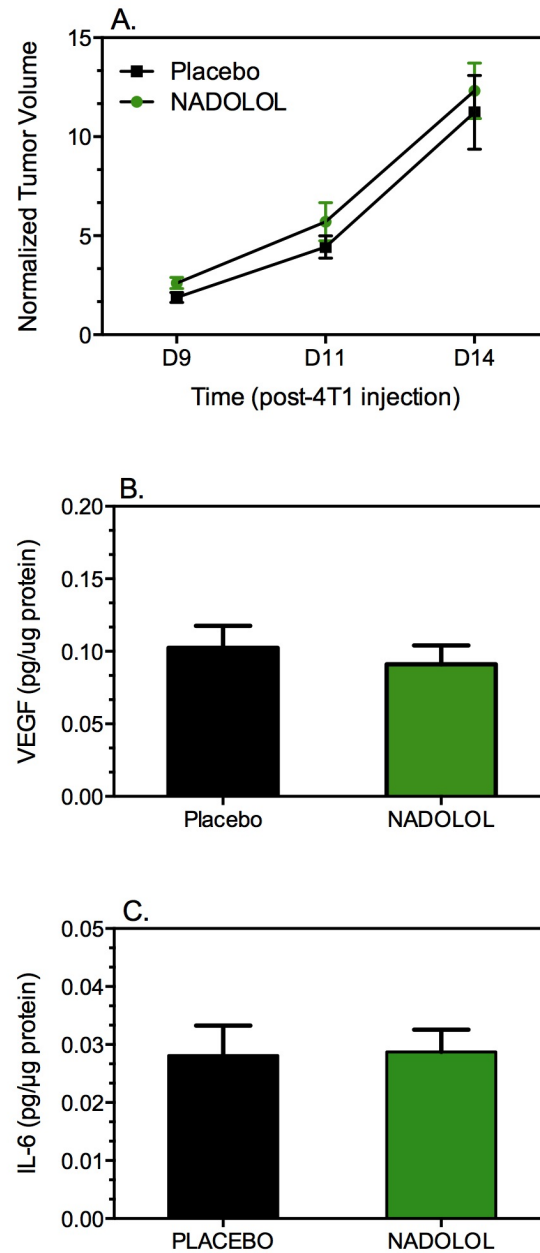 A.
Normalized Tumor Volume
15
10
5
0
Placebo
NADOLOL
D9 D11 D14
Time (post-4T1 injection)
B.
VEGF (pg/ug protein)
0.20
0.15
0.10
0.05
0.00
Placebo NADOLOL
C.
IL-6 (pg/µg protein)
0.05
0.04
0.03
0.02
0.01
0.00
PLACEBO NADOLOL